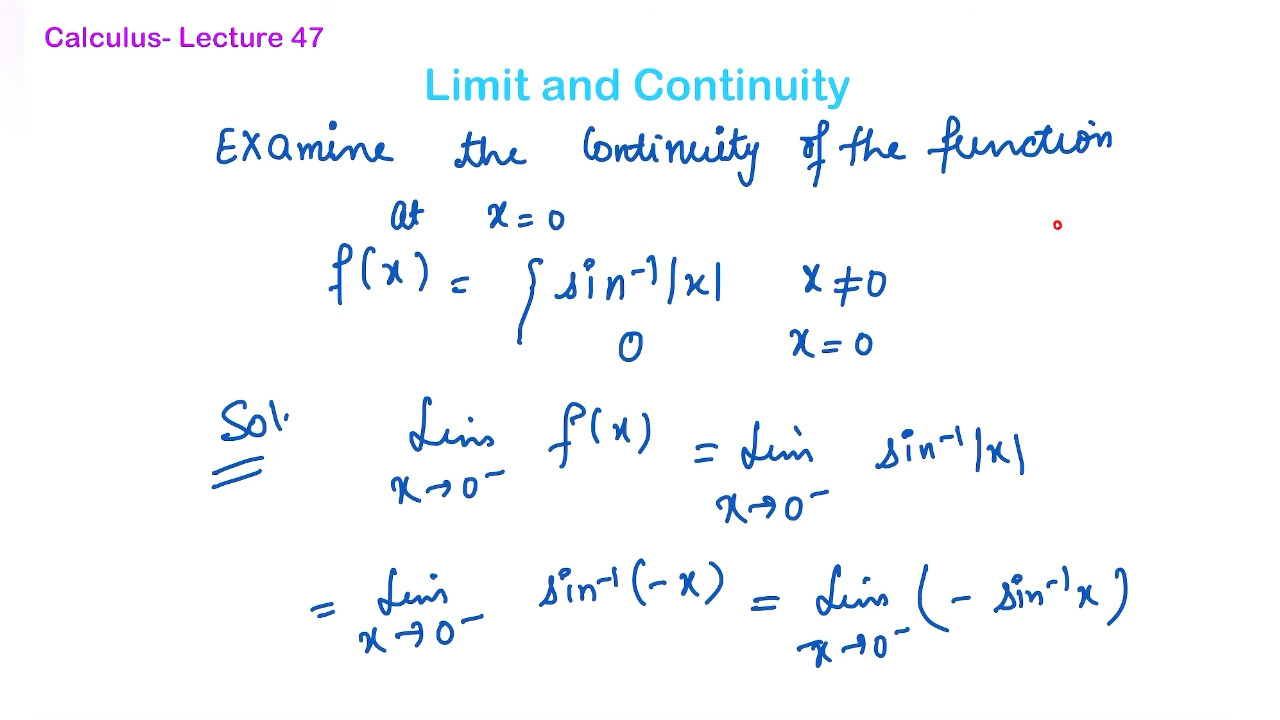 Calculus- Lecture 47
Limit and Continuity
Examine the Continuity of the function
at x = 0
f(x) = { sin⁻¹|x| x ≠ 0
0 x = 0
Sol. Lim f(x) = Lim sin⁻¹|x|
x→0⁻ x→0⁻
= Lim sin⁻¹(-x) = Lim (- sin⁻¹x)
x→0⁻ x→0⁻